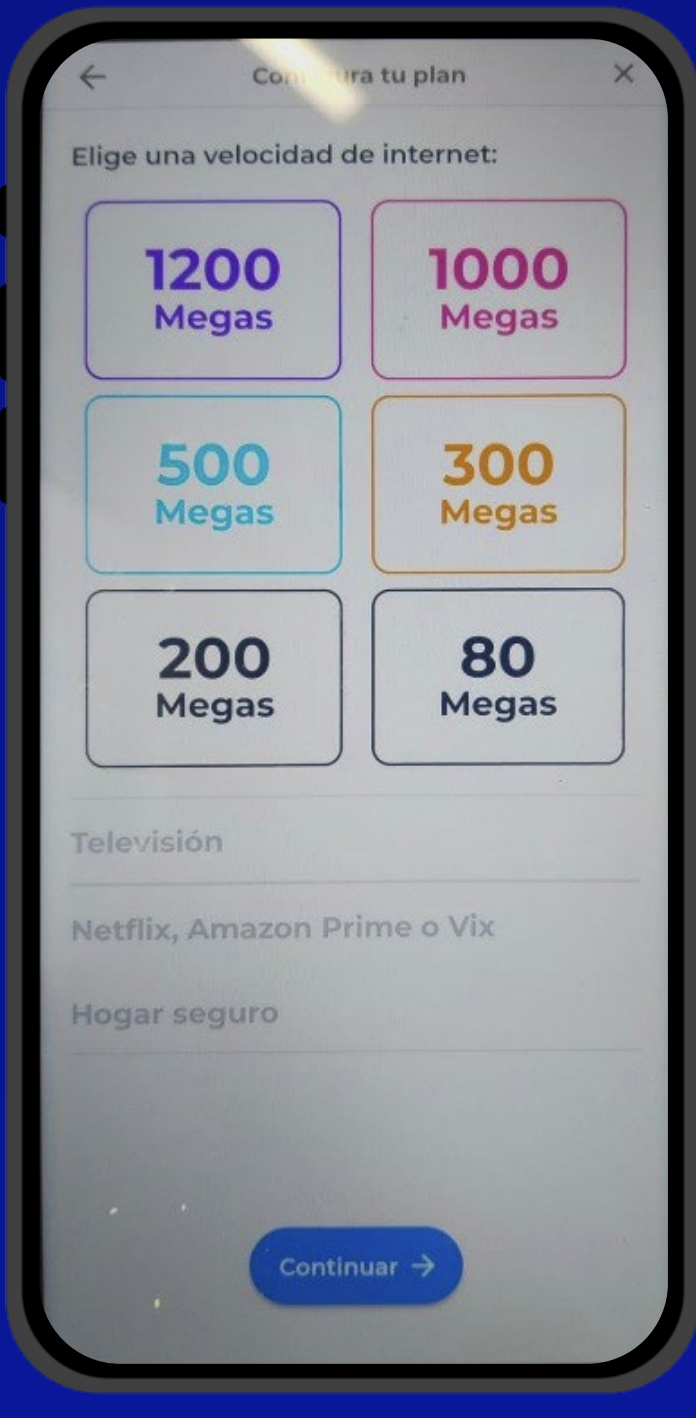 Configura tu plan
Elige una velocidad de internet:
1200
Megas
1000
Megas
500
Megas
300
Megas
200
Megas
80
Megas
Televisión
Netflix, Amazon Prime o Vix
Hogar seguro
Continuar